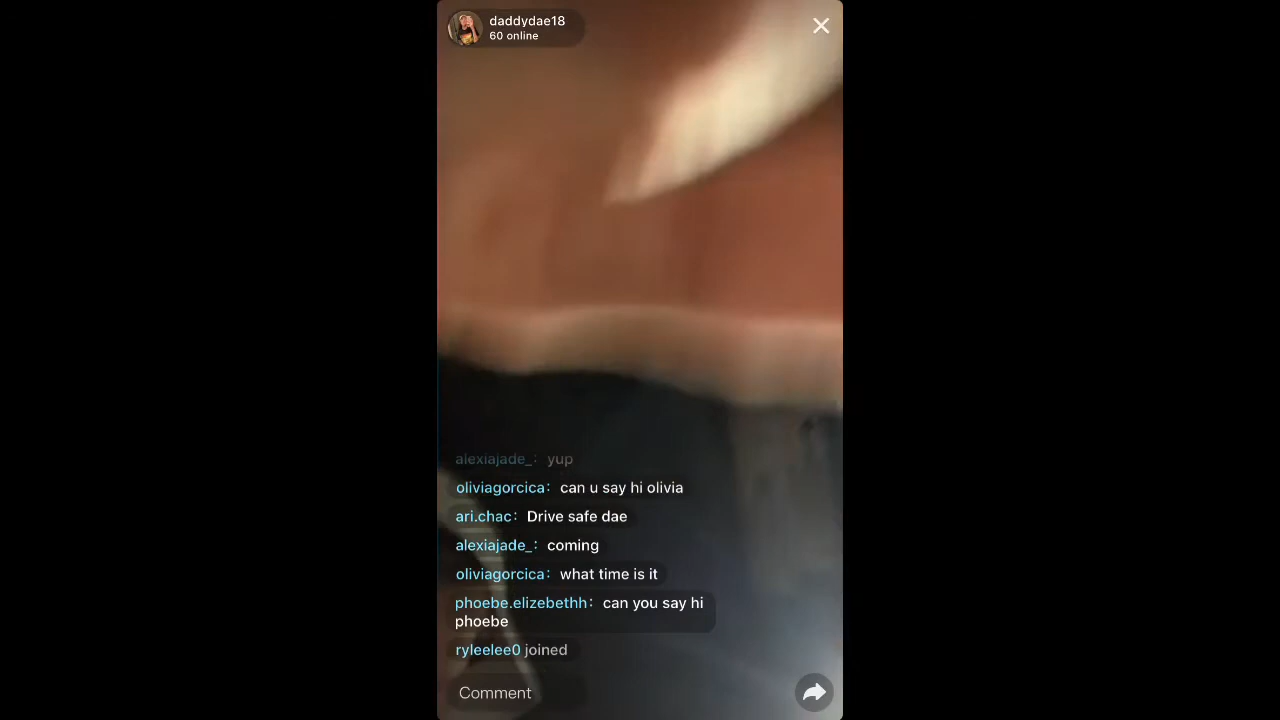 daddydae18
60 online
alexiajade_: yup
oliviagorcica: can u say hi olivia
ari.chac: Drive safe dae
alexiajade_: coming
oliviagorcica: what time is it
phoebe.elizebethh: can you say hi
phoebe
ryleelee0 joined
Comment